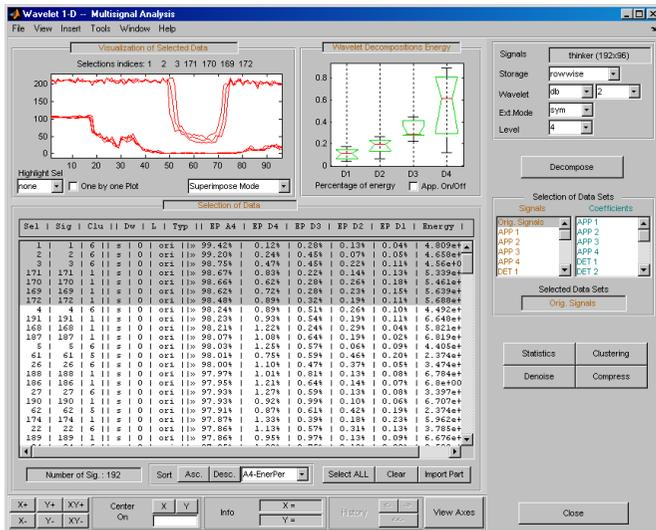 Wavelet 1-D -- Multisignal Analysis
File View Insert Tools Window Help
Visualization of Selected Data
Selections indices: 1 2 3 171 170 169 172
200
150
100
50
0
10 20 30 40 50 60 70 80 90
Highlight Sel
none
One by one Plot
Superimpose Mode
Wavelet Decompositions Energy
0.8
0.6
0.4
0.2
0
D1 D2 D3 D4
Percentage of energy
App. On/Off
Signals thinker (192x96)
Storage rowwise
Wavelet db 2
Ext.Mode sym
Level 4
Decompose
Selection of Data Sets
Signals Coefficients
Orig. Signals APP 1
APP 1 APP 2
APP 2 APP 3
APP 3 APP 4
APP 4 DET 1
DET 1 DET 2
Selected Data Sets
Orig. Signals
Statistics Clustering
Denoise Compress
Selection of Data
Sel | Sig | Clu || Dw | L | Typ || EP A4 | EP D4 | EP D3 | EP D2 | EP D1 | Energy |
1 | 1 | 6 || s | 0 | ori ||» 99.42% | 0.12% | 0.28% | 0.13% | 0.04% | 4.809e+
2 | 2 | 6 || s | 0 | ori ||» 99.20% | 0.24% | 0.45% | 0.07% | 0.05% | 4.658e+
3 | 3 | 6 || s | 0 | ori ||» 98.75% | 0.47% | 0.45% | 0.22% | 0.11% | 4.56e+0
171 | 171 | 1 || s | 0 | ori ||» 98.67% | 0.83% | 0.22% | 0.14% | 0.13% | 5.339e+
170 | 170 | 1 || s | 0 | ori ||» 98.66% | 0.62% | 0.28% | 0.26% | 0.18% | 5.461e+
169 | 169 | 1 || s | 0 | ori ||» 98.62% | 0.72% | 0.28% | 0.23% | 0.15% | 5.639e+
172 | 172 | 1 || s | 0 | ori ||» 98.48% | 0.89% | 0.32% | 0.19% | 0.11% | 5.688e+
4 | 4 | 6 || s | 0 | ori ||» 98.24% | 0.89% | 0.51% | 0.26% | 0.10% | 4.492e+
191 | 191 | 1 || s | 0 | ori ||» 98.23% | 0.93% | 0.54% | 0.19% | 0.11% | 6.648e+
168 | 168 | 1 || s | 0 | ori ||» 98.21% | 1.22% | 0.24% | 0.29% | 0.04% | 5.821e+
187 | 187 | 1 || s | 0 | ori ||» 98.07% | 1.08% | 0.64% | 0.19% | 0.02% | 6.819e+
5 | 5 | 6 || s | 0 | ori ||» 98.03% | 1.25% | 0.57% | 0.06% | 0.09% | 4.405e+
61 | 61 | 5 || s | 0 | ori ||» 98.01% | 0.75% | 0.59% | 0.46% | 0.20% | 2.374e+
26 | 26 | 6 || s | 0 | ori ||» 98.00% | 1.10% | 0.47% | 0.37% | 0.05% | 3.474e+
188 | 188 | 1 || s | 0 | ori ||» 97.97% | 1.01% | 0.81% | 0.13% | 0.08% | 6.784e+
186 | 186 | 1 || s | 0 | ori ||» 97.95% | 1.21% | 0.64% | 0.14% | 0.07% | 6.8e+00
27 | 27 | 6 || s | 0 | ori ||» 97.93% | 1.27% | 0.59% | 0.13% | 0.08% | 3.397e+
190 | 190 | 1 || s | 0 | ori ||» 97.93% | 0.92% | 0.99% | 0.10% | 0.06% | 6.707e+
62 | 62 | 5 || s | 0 | ori ||» 97.91% | 0.87% | 0.61% | 0.42% | 0.19% | 2.374e+
174 | 174 | 1 || s | 0 | ori ||» 97.87% | 1.33% | 0.39% | 0.18% | 0.23% | 5.962e+
22 | 22 | 6 || s | 0 | ori ||» 97.86% | 1.13% | 0.57% | 0.31% | 0.13% | 3.785e+
189 | 189 | 1 || s | 0 | ori ||» 97.86% | 0.95% | 0.97% | 0.13% | 0.09% | 6.676e+
Number of Sig. : 192
Sort Asc. Desc. A4-EnerPer
Select ALL Clear Import Part
X+ Y+ XY+
X- Y- XY-
Center On X Y
Info X = Y =
History <- -> <<-
View Axes
Close